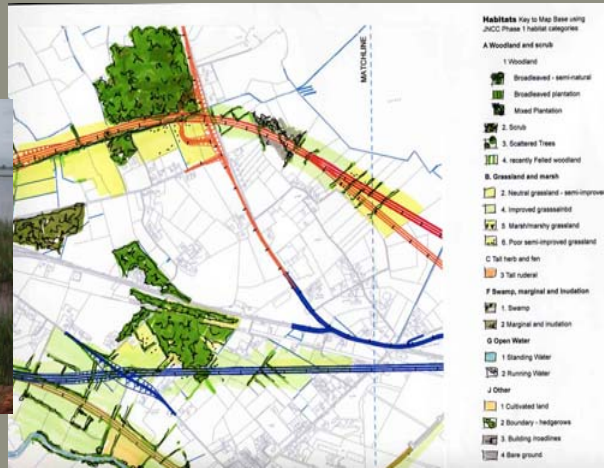 MATCHLINE
Habitats Key to Map Base using
JNCC Phase 1 habitat categories
A Woodland and scrub
1 Woodland
Broadleaved - semi-natural
Broadleaved plantation
Mixed Plantation
2. Scrub
3. Scattered Trees
4. recently Felled woodland
B. Grassland and marsh
2. Neutral grassland - semi-improve
4. Improved grasssalnbd
5 Marsh/marshy grassland
6. Poor semi-improved grassland
C Tall herb and fen
3 Tall ruderal
F Swamp, marginal and Inudation
1. Swamp
2 Marginal and inudation
G Open Water
1 Standing Water
2 Running Water
J Other
1 Cultivated land
2 Boundary - hedgerows
3. Building /roadlines
4 Bare ground